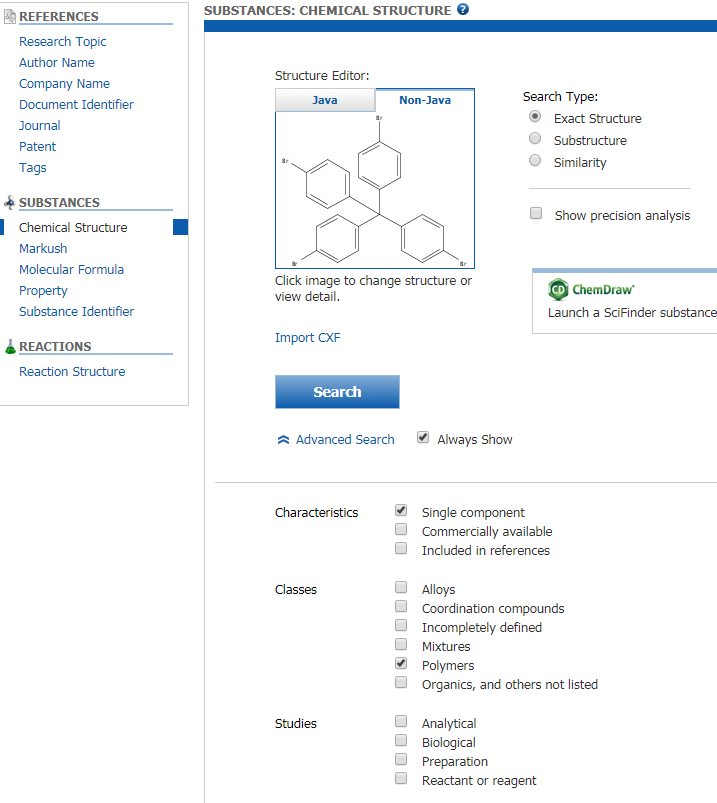 REFERENCES
Research Topic
Author Name
Company Name
Document Identifier
Journal
Patent
Tags
SUBSTANCES
Chemical Structure
Markush
Molecular Formula
Property
Substance Identifier
REACTIONS
Reaction Structure
SUBSTANCES: CHEMICAL STRUCTURE ?
Structure Editor:
Java Non-Java
Br
Br
Br Br
Click image to change structure or
view detail.
Import CXF
Search
Advanced Search Always Show
Search Type:
Exact Structure
Substructure
Similarity
Show precision analysis
CD ChemDraw
Launch a SciFinder substance
Characteristics Single component
Commercially available
Included in references
Classes Alloys
Coordination compounds
Incompletely defined
Mixtures
Polymers
Organics, and others not listed
Studies Analytical
Biological
Preparation
Reactant or reagent